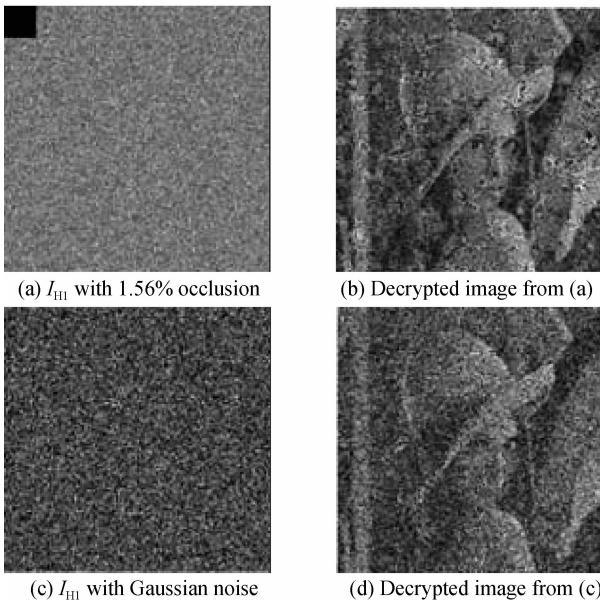 (a) I_H1 with 1.56% occlusion
(b) Decrypted image from (a)
(c) I_H1 with Gaussian noise
(d) Decrypted image from (c)